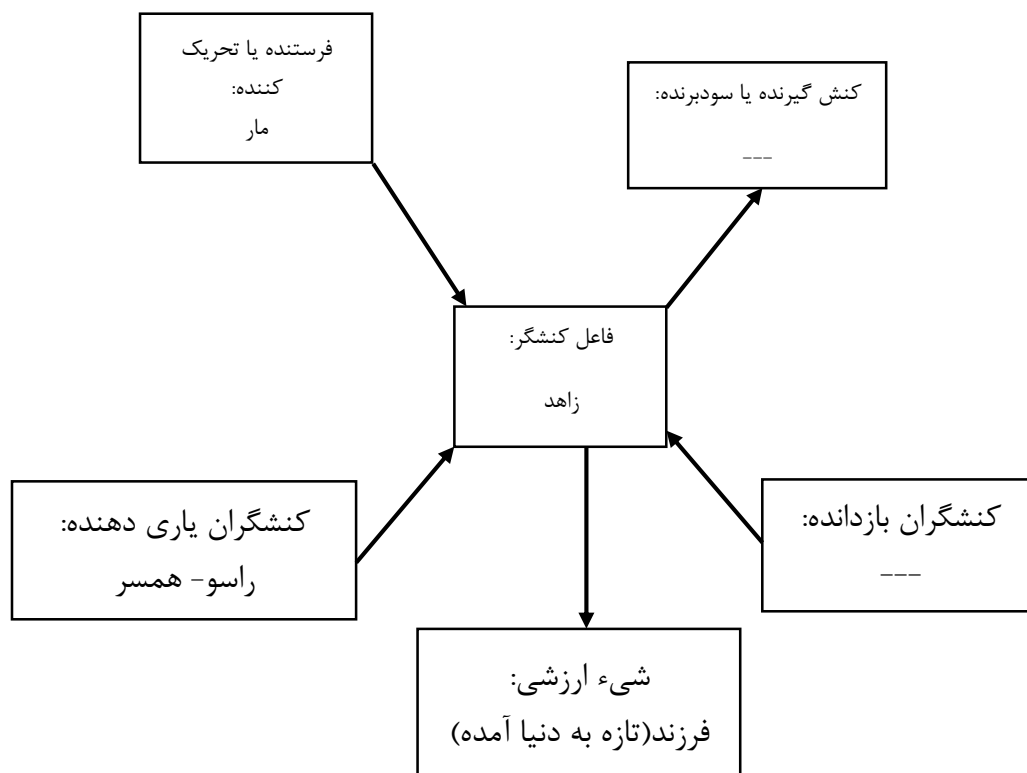 فرستنده یا تحریک
کننده:
مار
کنش گیرنده یا سودبرنده:
---
فاعل کنشگر:
زاهد
کنشگران یاری دهنده:
راسو- همسر
کنشگران بازدانده:
---
شیء ارزشی:
فرزند(تازه به دنیا آمده)